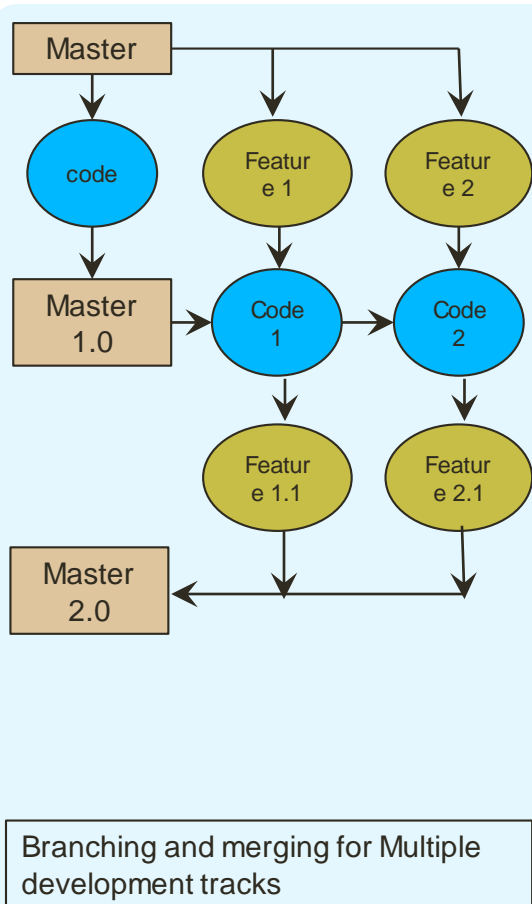 Master
code
Featur
e 1
Featur
e 2
Master
1.0
Code
1
Code
2
Featur
e 1.1
Featur
e 2.1
Master
2.0
Branching and merging for Multiple
development tracks